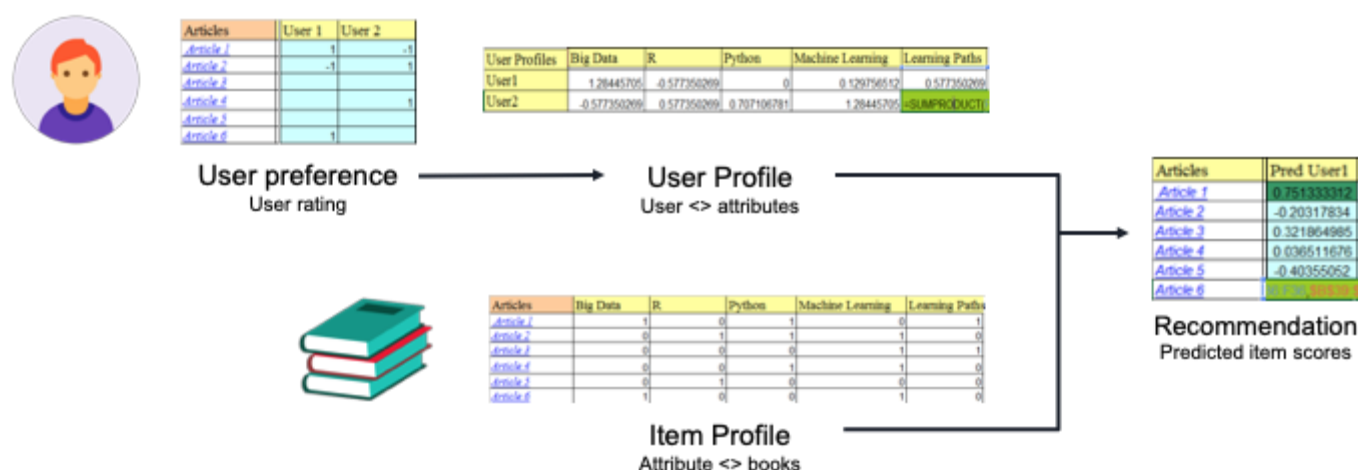 Articles User 1 User 2
Article 1 1 -1
Article 2 -1 1
Article 3
Article 4 1
Article 5
Article 6 1
User preference
User rating
User Profiles Big Data R Python Machine Learning Learning Paths
User1 1.28445705 -0.577350269 0 0.129756512 0.577350269
User2 -0.577350269 0.577350269 0.707106781 1.28445705 =SUMPRODUCT(
User Profile
User <> attributes
Articles Big Data R Python Machine Learning Learning Paths
Article 1 1 0 1 0 1
Article 2 0 1 1 1 0
Article 3 0 0 0 1 1
Article 4 0 0 1 1 0
Article 5 0 1 0 0 0
Article 6 1 0 0 1 0
Item Profile
Attribute <> books
Articles Pred User1
Article 1 0.751333312
Article 2 -0.20317834
Article 3 0.321864985
Article 4 0.036511676
Article 5 -0.40355052
Article 6
Recommendation
Predicted item scores